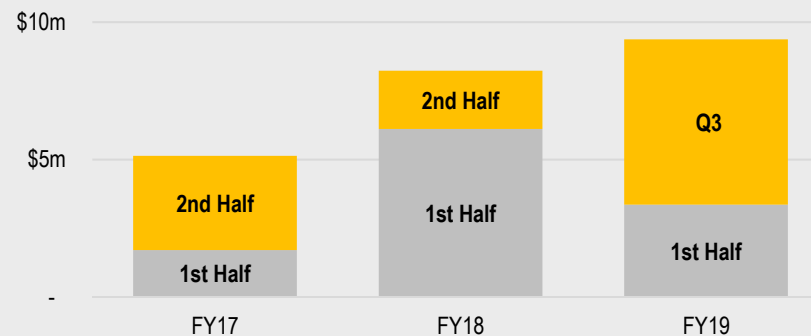 $10m
2nd Half
Q3
$5m
2nd Half
1st Half
1st Half
1st Half
-
FY17
FY18
FY19